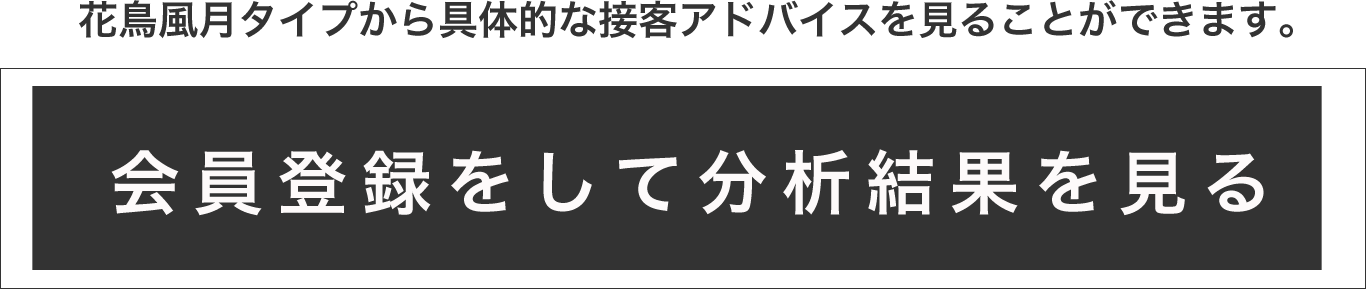 花鳥風月タイプから具体的な接客アドバイスを見ることができます。
会員登録をして分析結果を見る